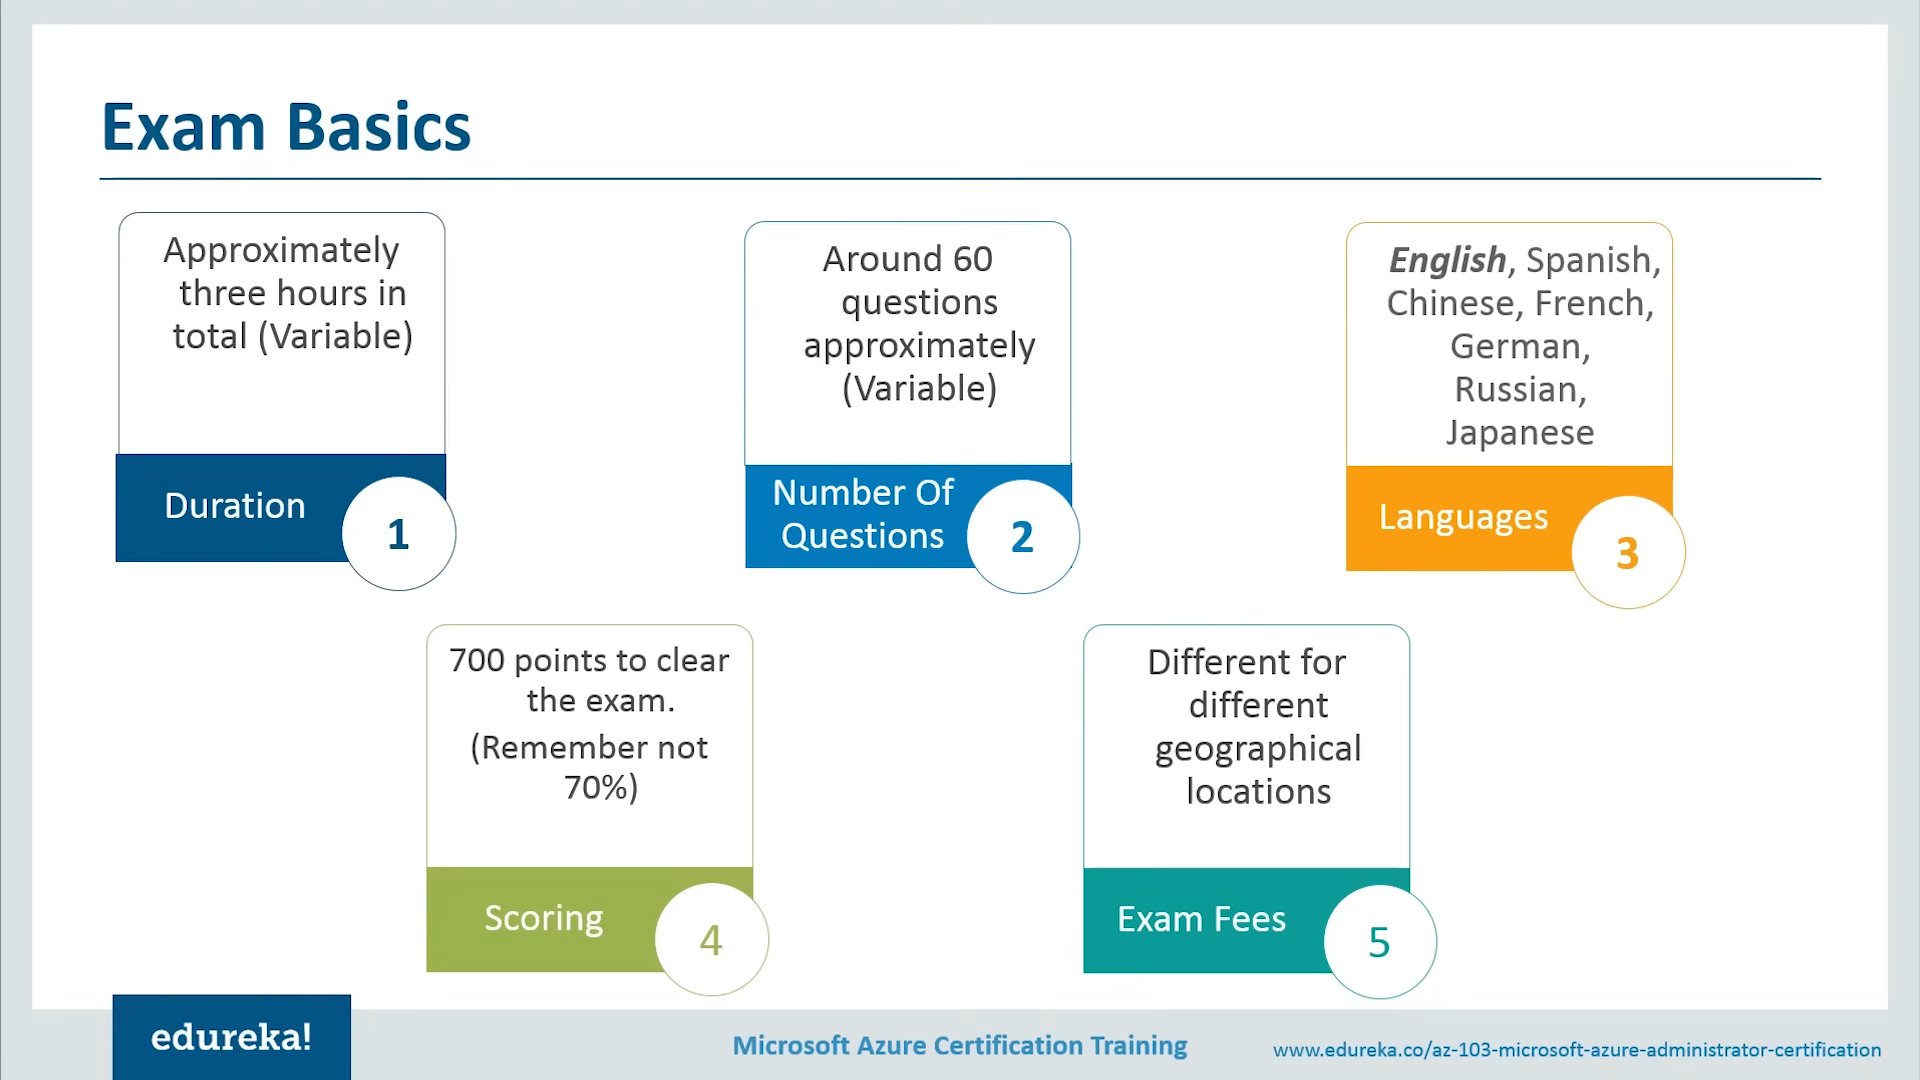 Exam Basics
Approximately
three hours in
total (Variable)
Duration
1
Around 60
questions
approximately
(Variable)
Number Of
Questions
2
English, Spanish,
Chinese, French,
German,
Russian,
Japanese
Languages
3
700 points to clear
the exam.
(Remember not
70%)
Scoring
4
Different for
different
geographical
locations
Exam Fees
5
edureka!
Microsoft Azure Certification Training
www.edureka.co/az-103-microsoft-azure-administrator-certification